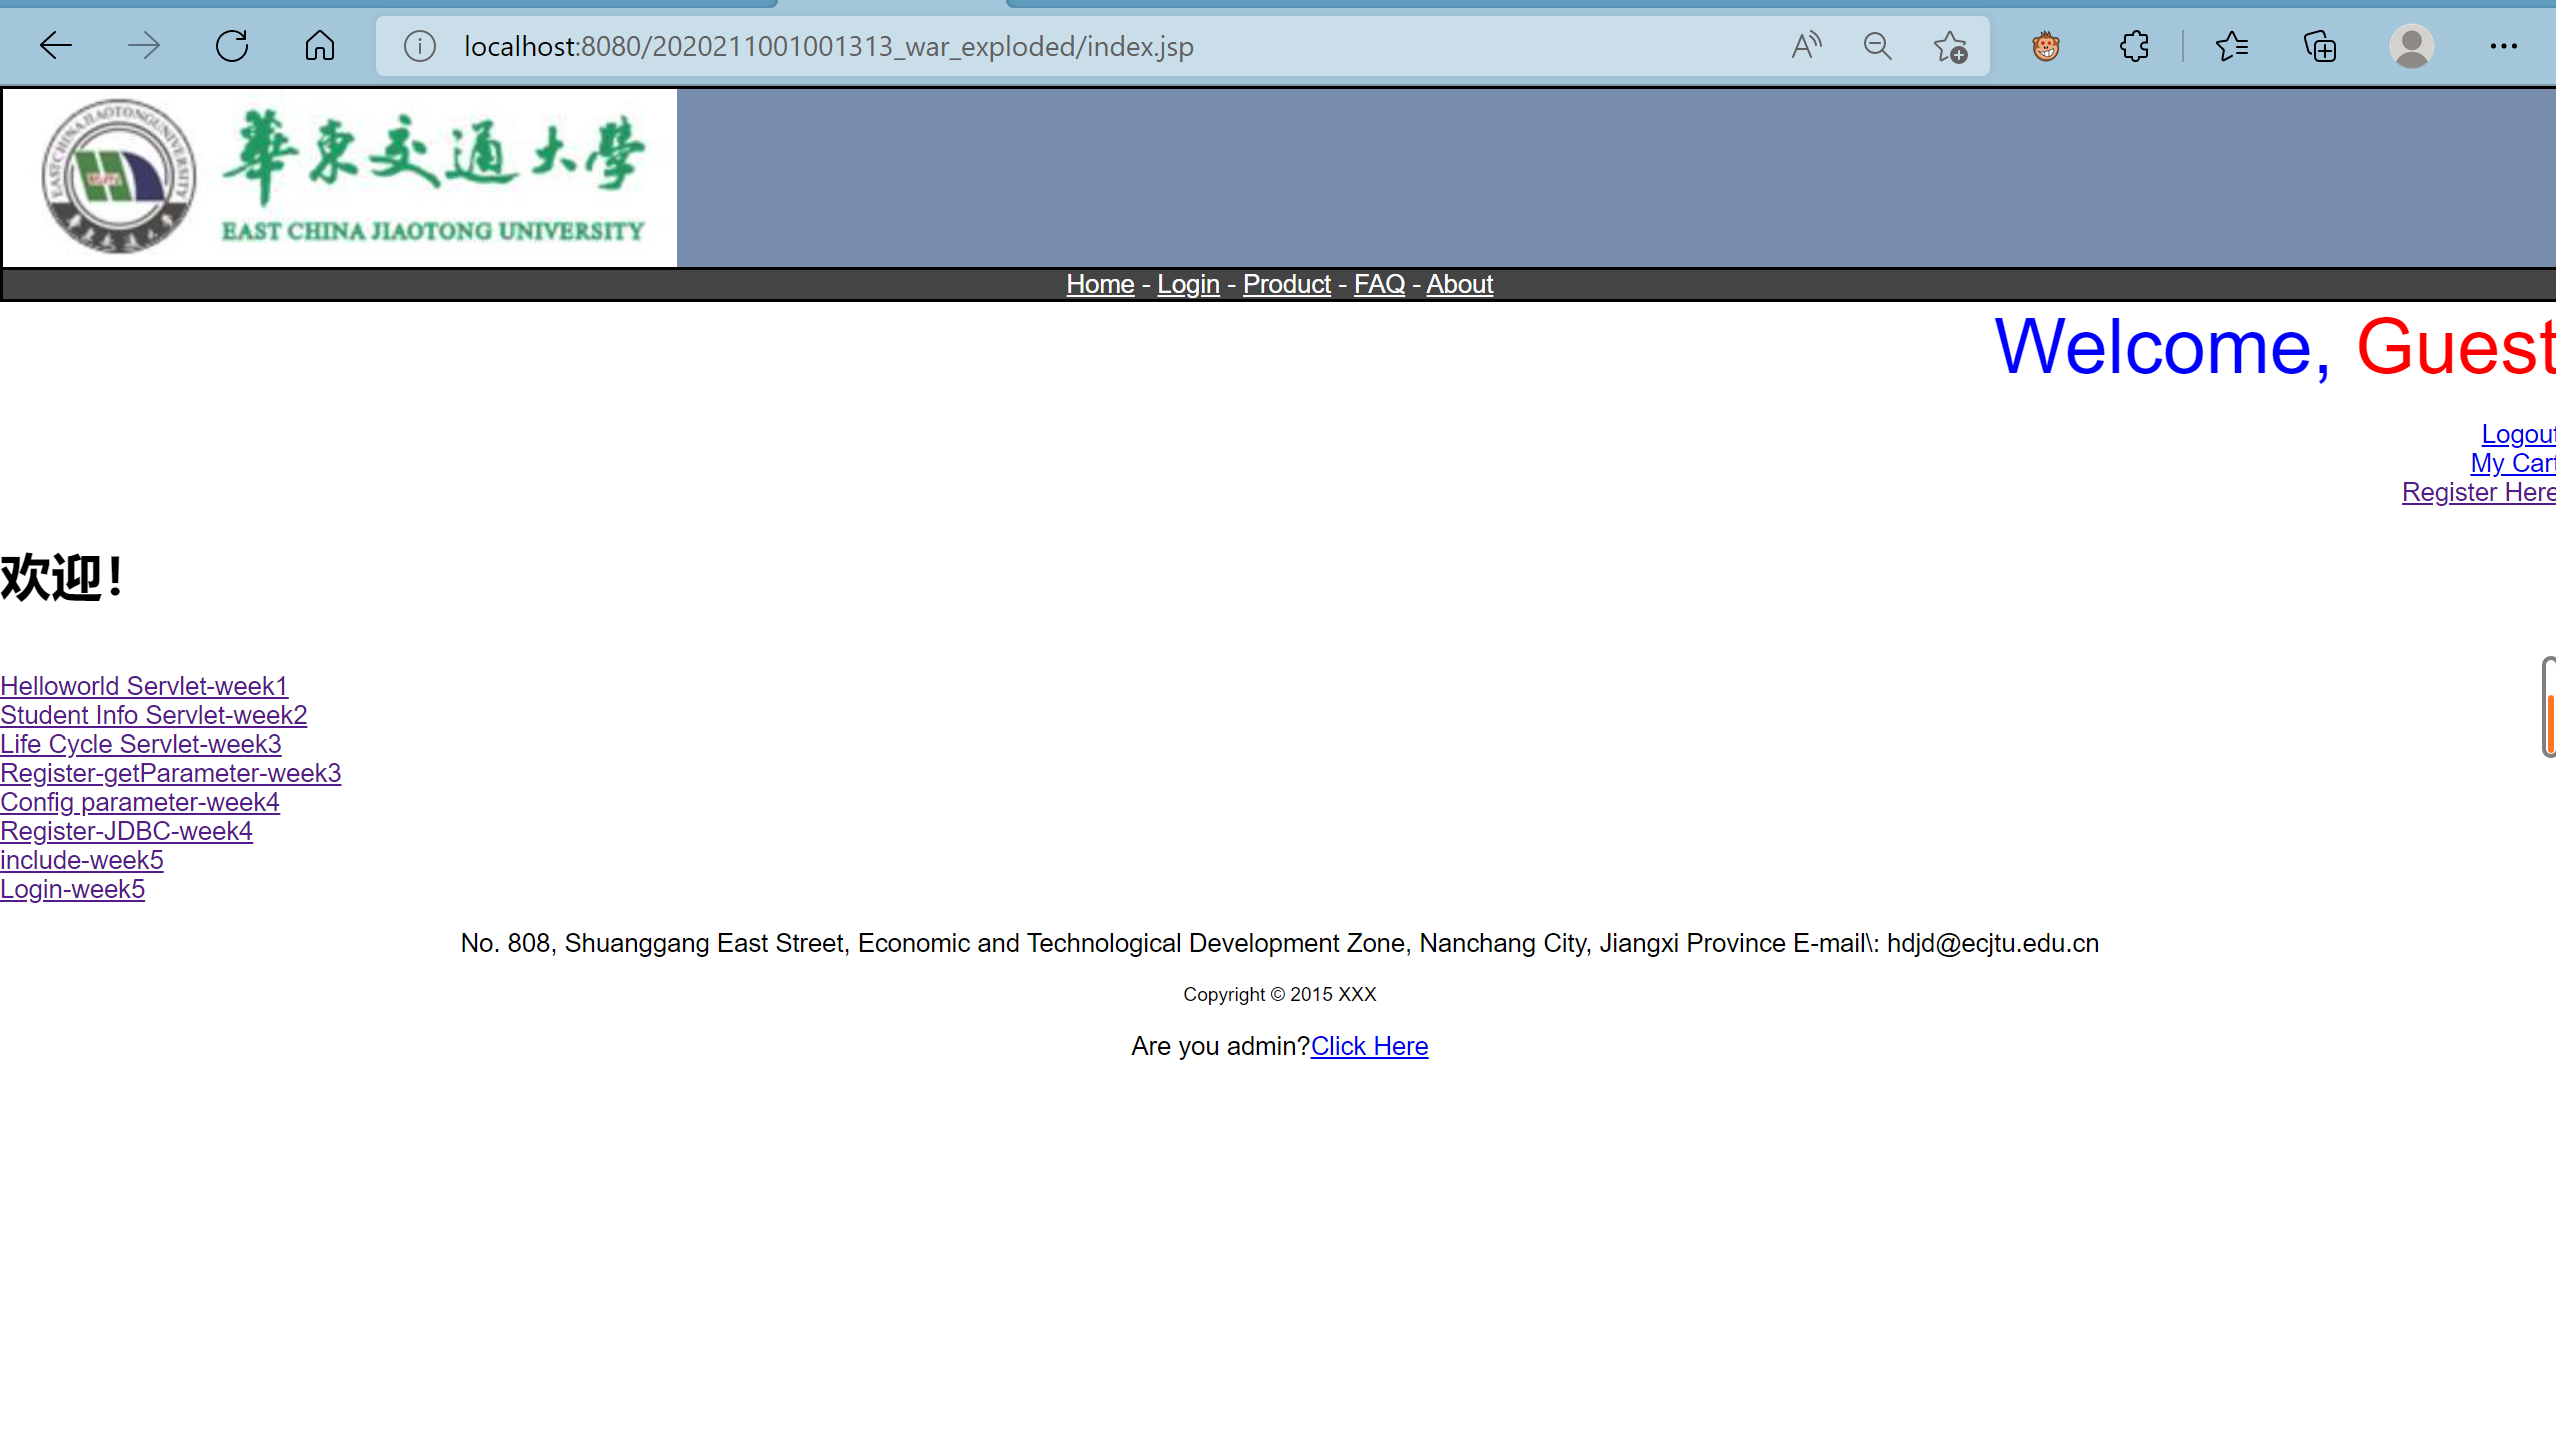 localhost:8080/2020211001001313_war_exploded/index.jsp
EAST CHINA JIAOTONG UNIVERSITY
華東交通大學
EAST CHINA JIAOTONG UNIVERSITY
Home - Login - Product - FAQ - About
Welcome, Guest
Logout
My Cart
Register Here
欢迎！
Helloworld Servlet-week1
Student Info Servlet-week2
Life Cycle Servlet-week3
Register-getParameter-week3
Config parameter-week4
Register-JDBC-week4
include-week5
Login-week5
No. 808, Shuanggang East Street, Economic and Technological Development Zone, Nanchang City, Jiangxi Province E-mail\: hdjd@ecjtu.edu.cn
Copyright © 2015 XXX
Are you admin?Click Here